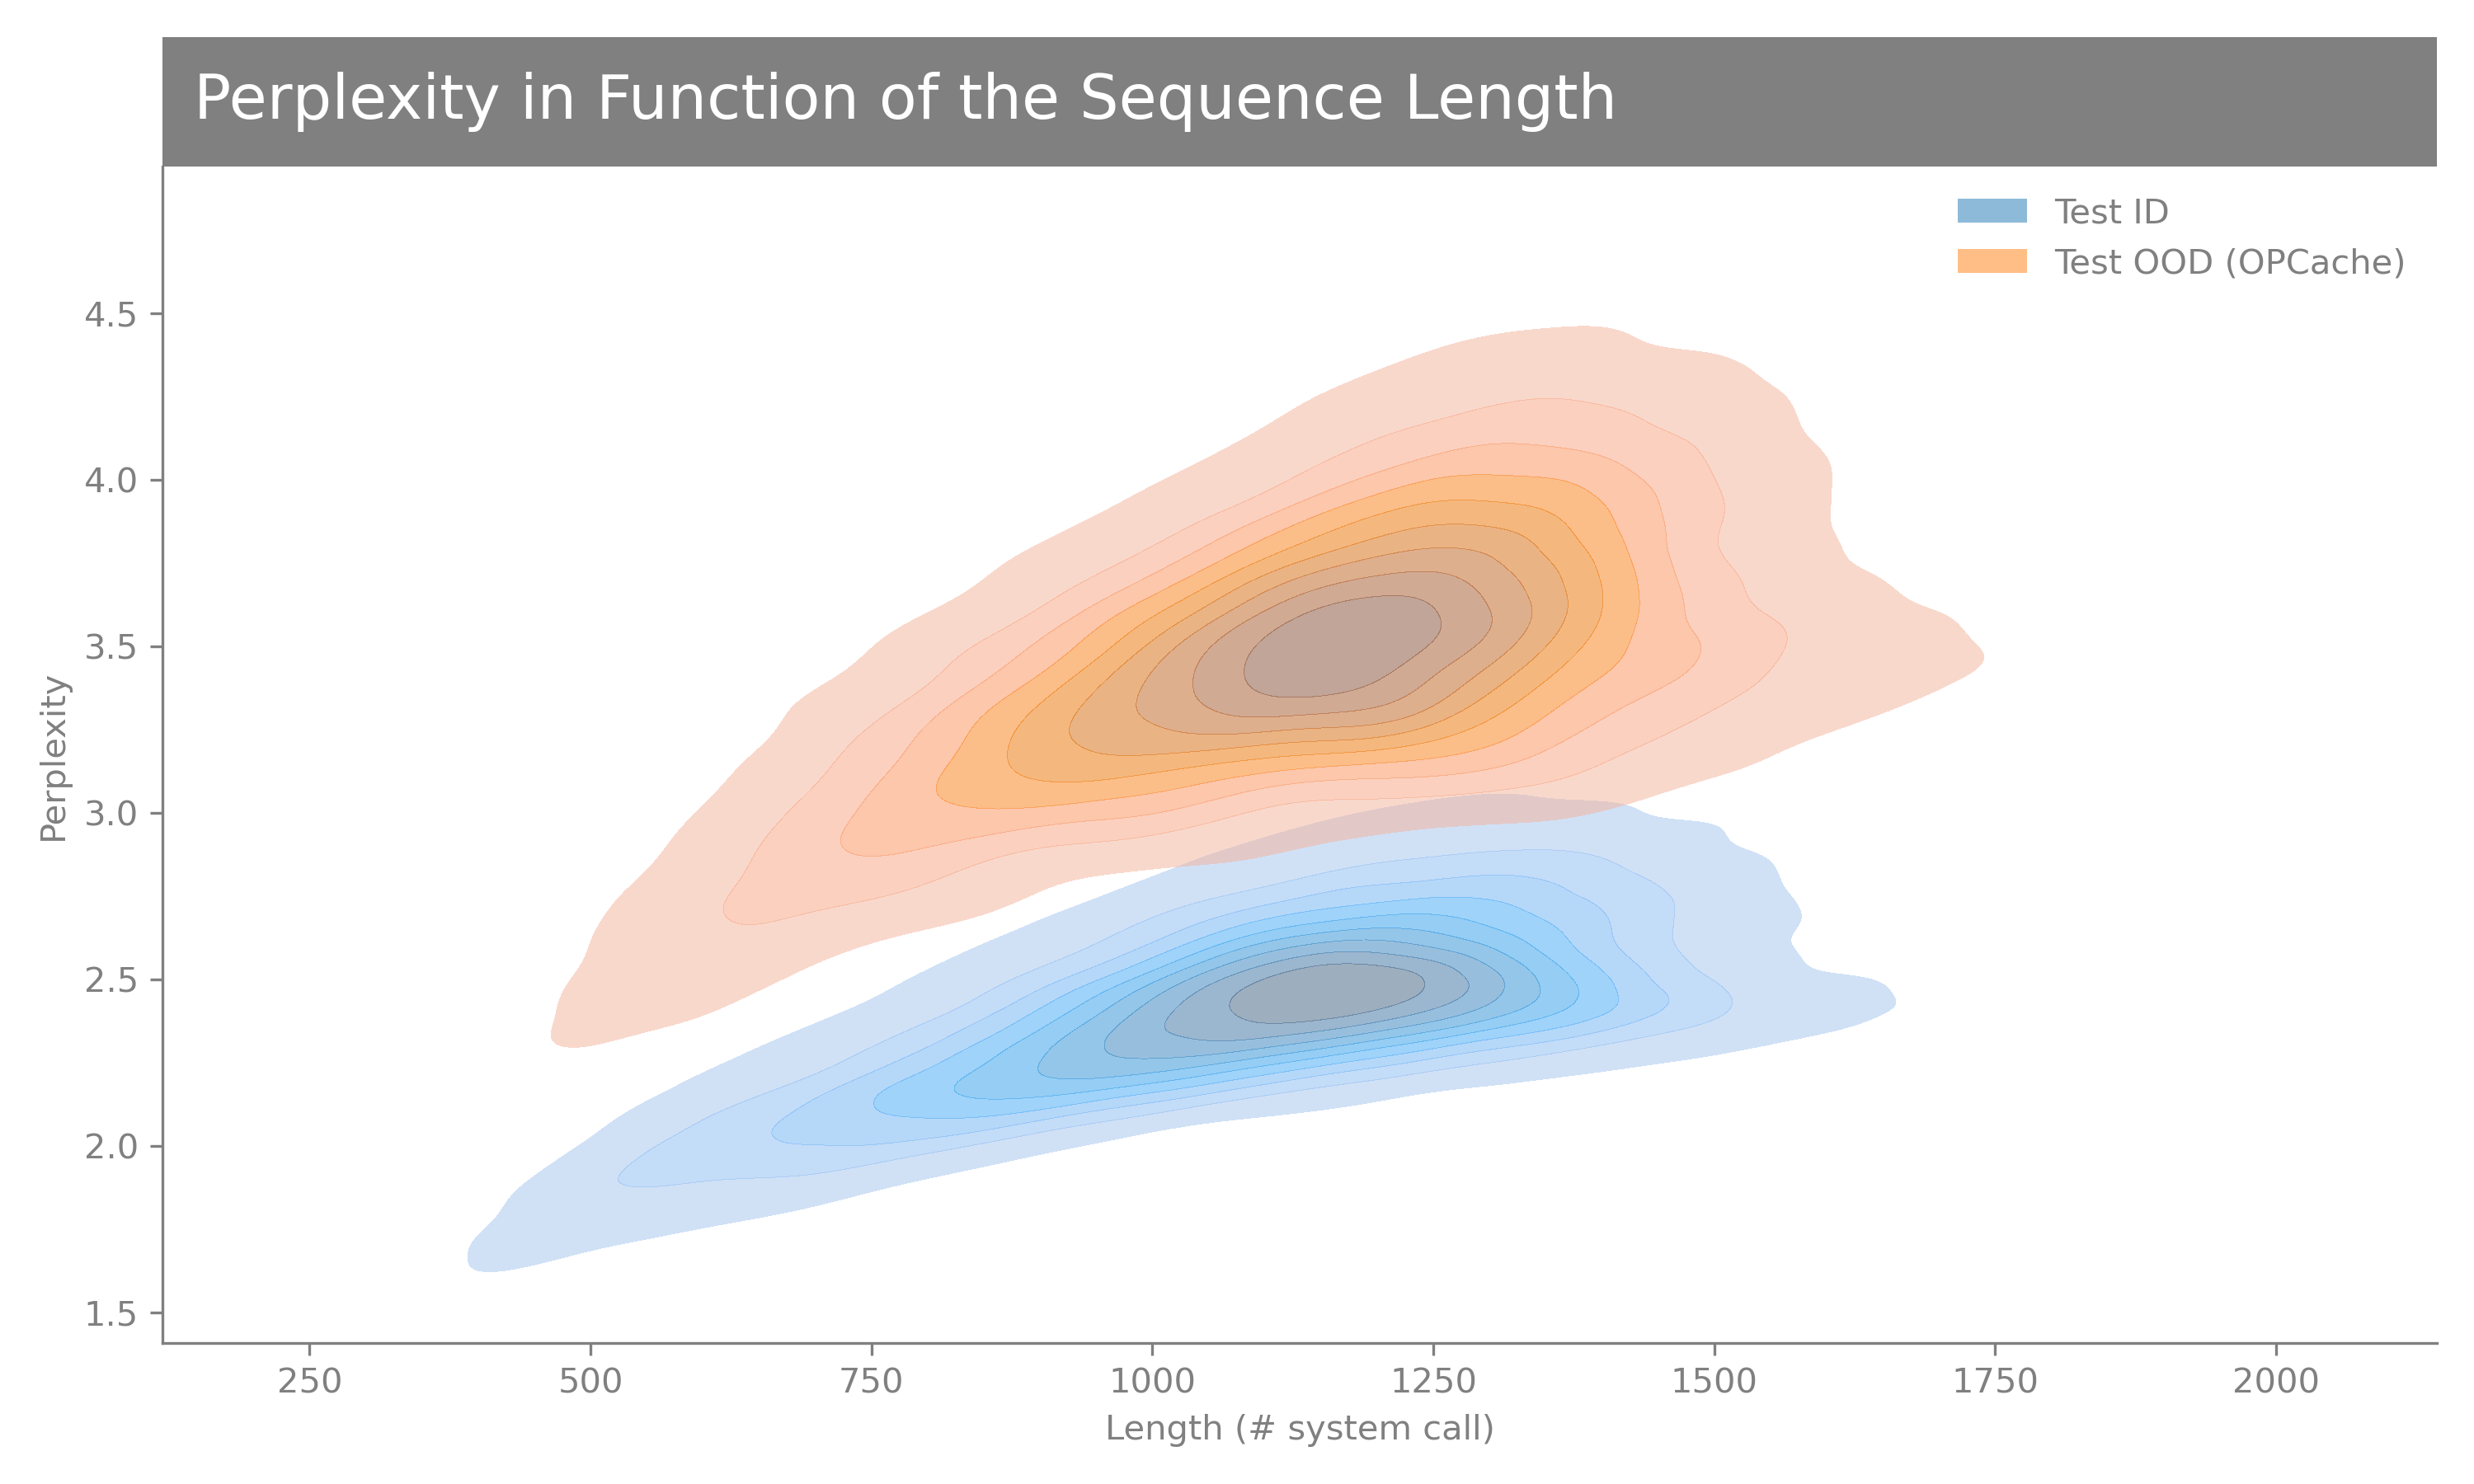 Perplexity in Function of the Sequence Length
Test ID
Test OOD (OPCache)
4.5
4.0
3.5
3.0
2.5
2.0
1.5
Perplexity
250 500 750 1000 1250 1500 1750 2000
Length (# system call)